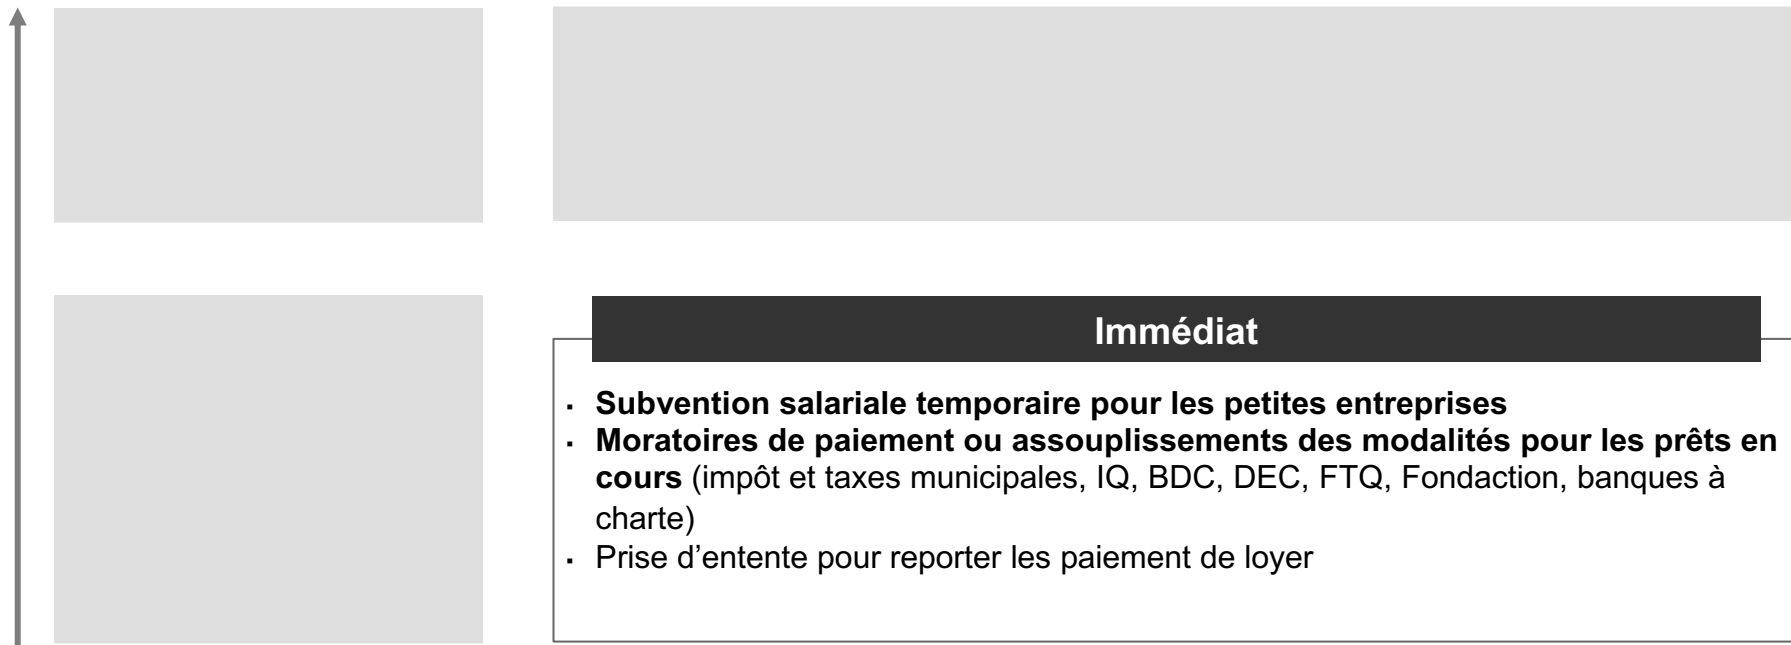 Immédiat
▪ Subvention salariale temporaire pour les petites entreprises
▪ Moratoires de paiement ou assouplissements des modalités pour les prêts en
cours (impôt et taxes municipales, IQ, BDC, DEC, FTQ, Fondaction, banques à
charte)
▪ Prise d’entente pour reporter les paiement de loyer